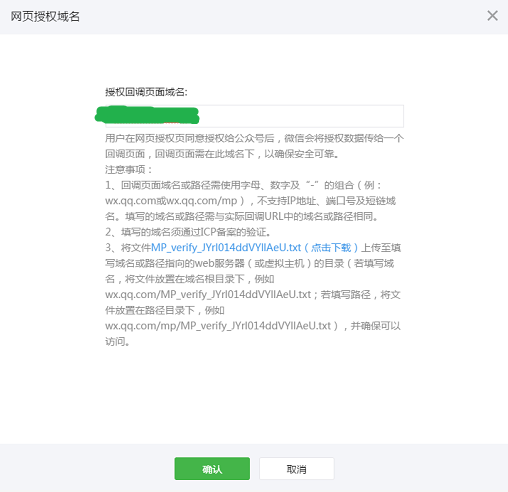 网页授权域名
授权回调页面域名:
用户在网页授权页同意授权给公众号后，微信会将授权数据传给一个
回调页面，回调页面需在此域名下，以确保安全可靠。
注意事项：
1、回调页面域名或路径需使用字母、数字及“-”的组合（例：
wx.qq.com或wx.qq.com/mp），不支持IP地址、端口号及短链域
名。填写的域名或路径需与实际回调URL中的域名或路径相同。
2、填写的域名须通过ICP备案的验证。
3、将文件MP_verify_JYrI014ddVYIIAeU.txt（点击下载）上传至填
写域名或路径指向的web服务器（或虚拟主机）的目录（若填写域
名，将文件放置在域名根目录下，例如
wx.qq.com/MP_verify_JYrI014ddVYIIAeU.txt；若填写路径，将文
件放置在路径目录下，例如
wx.qq.com/mp/MP_verify_JYrI014ddVYIIAeU.txt），并确保可以
访问。
确认
取消